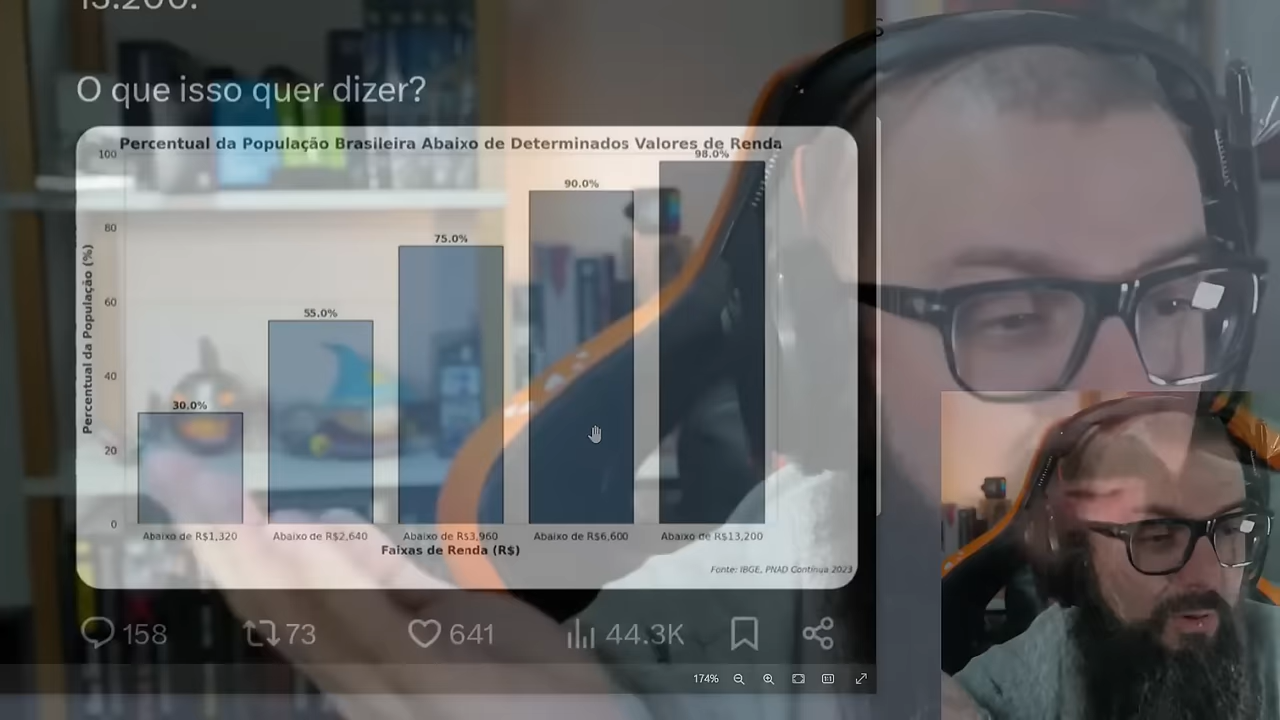 13.200.
O que isso quer dizer?
Percentual da População Brasileira Abaixo de Determinados Valores de Renda
Percentual da População (%)
100
80
60
40
20
0
30.0%
55.0%
75.0%
90.0%
98.0%
Abaixo de R$1,320
Abaixo de R$2,640
Abaixo de R$3,960
Abaixo de R$6,600
Abaixo de R$13,200
Faixas de Renda (R$)
Fonte: IBGE, PNAD Contínua 2023
158
73
641
44.3K
174%